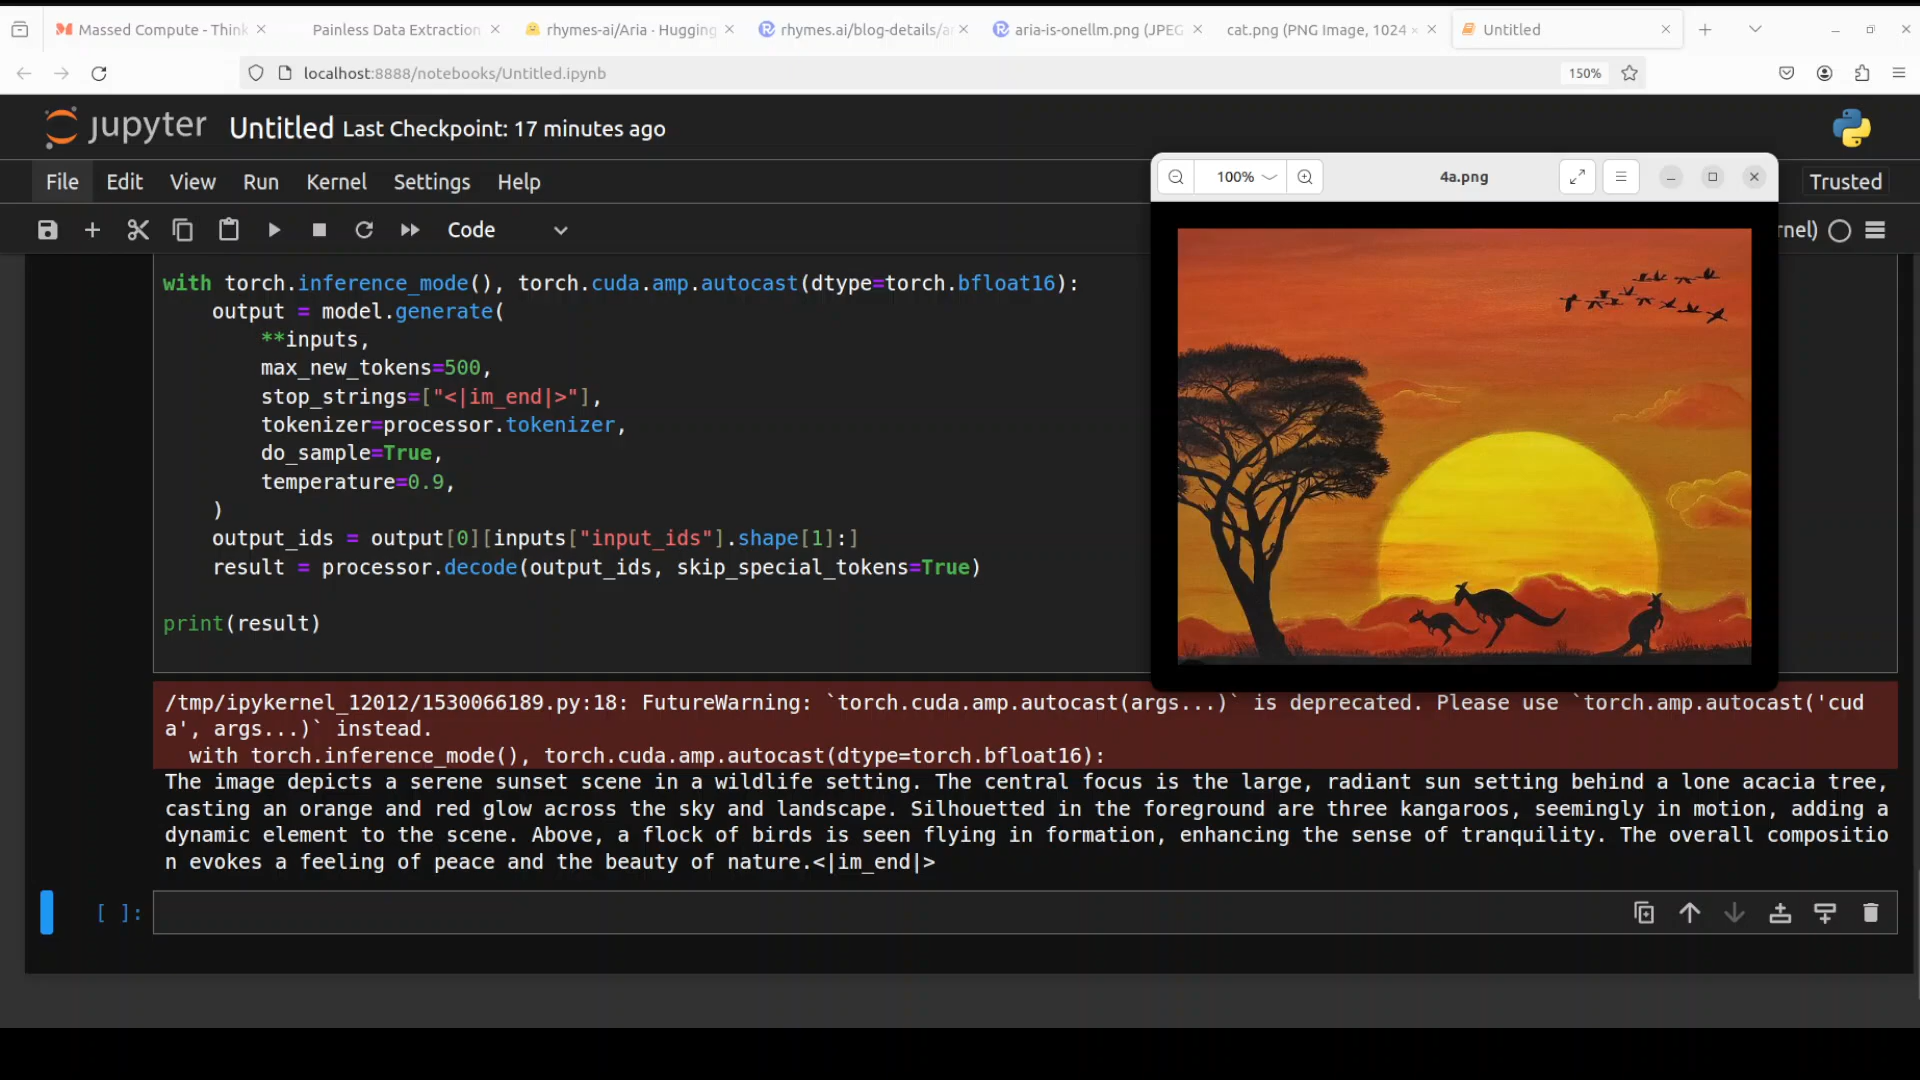 Massed Compute - Think
Painless Data Extraction
rhymes-ai/Aria - Hugging
rhymes.ai/blog-details/ar
aria-is-onellm.png (JPEG
cat.png (PNG Image, 1024 ×
Untitled
localhost:8888/notebooks/Untitled.ipynb
150%
jupyter Untitled Last Checkpoint: 17 minutes ago
File Edit View Run Kernel Settings Help
Trusted
Code
nel)
100%
4a.png
with torch.inference_mode(), torch.cuda.amp.autocast(dtype=torch.bfloat16):
    output = model.generate(
        **inputs,
        max_new_tokens=500,
        stop_strings=["<|im_end|>"],
        tokenizer=processor.tokenizer,
        do_sample=True,
        temperature=0.9,
    )
    output_ids = output[0][inputs["input_ids"].shape[1]:]
    result = processor.decode(output_ids, skip_special_tokens=True)
print(result)
/tmp/ipykernel_12012/1530066189.py:18: FutureWarning: `torch.cuda.amp.autocast(args...)` is deprecated. Please use `torch.amp.autocast('cud
a', args...)` instead.
  with torch.inference_mode(), torch.cuda.amp.autocast(dtype=torch.bfloat16):
The image depicts a serene sunset scene in a wildlife setting. The central focus is the large, radiant sun setting behind a lone acacia tree,
casting an orange and red glow across the sky and landscape. Silhouetted in the foreground are three kangaroos, seemingly in motion, adding a
dynamic element to the scene. Above, a flock of birds is seen flying in formation, enhancing the sense of tranquility. The overall compositio
n evokes a feeling of peace and the beauty of nature.<|im_end|>
[ ]: